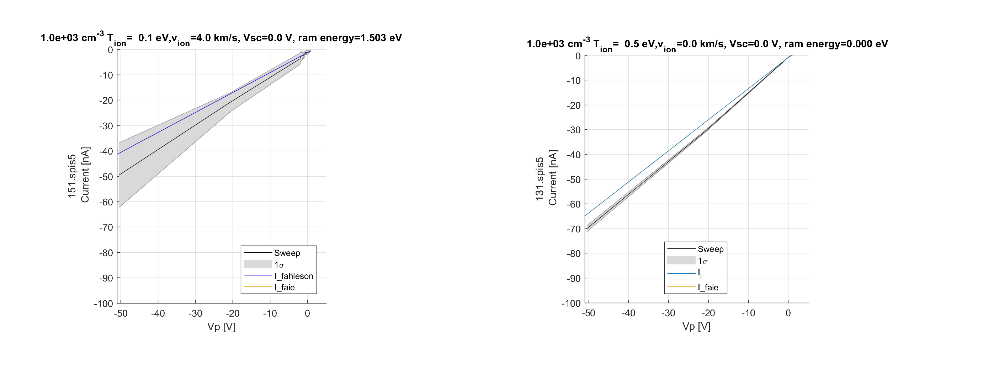 1.0e+03 cm-3 Tion= 0.1 eV,vion=4.0 km/s, Vsc=0.0 V, ram energy=1.503 eV
0
-10
-20
-30
-40
-50
-60
-70
-80
-90
-100
151.spis5
Current [nA]
Sweep
1σ
I_fahleson
I_faie
-50 -40 -30 -20 -10 0
Vp [V]
1.0e+03 cm-3 Tion= 0.5 eV,vion=0.0 km/s, Vsc=0.0 V, ram energy=0.000 eV
0
-10
-20
-30
-40
-50
-60
-70
-80
-90
-100
131.spis5
Current [nA]
Sweep
1σ
Ii
I_faie
-50 -40 -30 -20 -10 0
Vp [V]